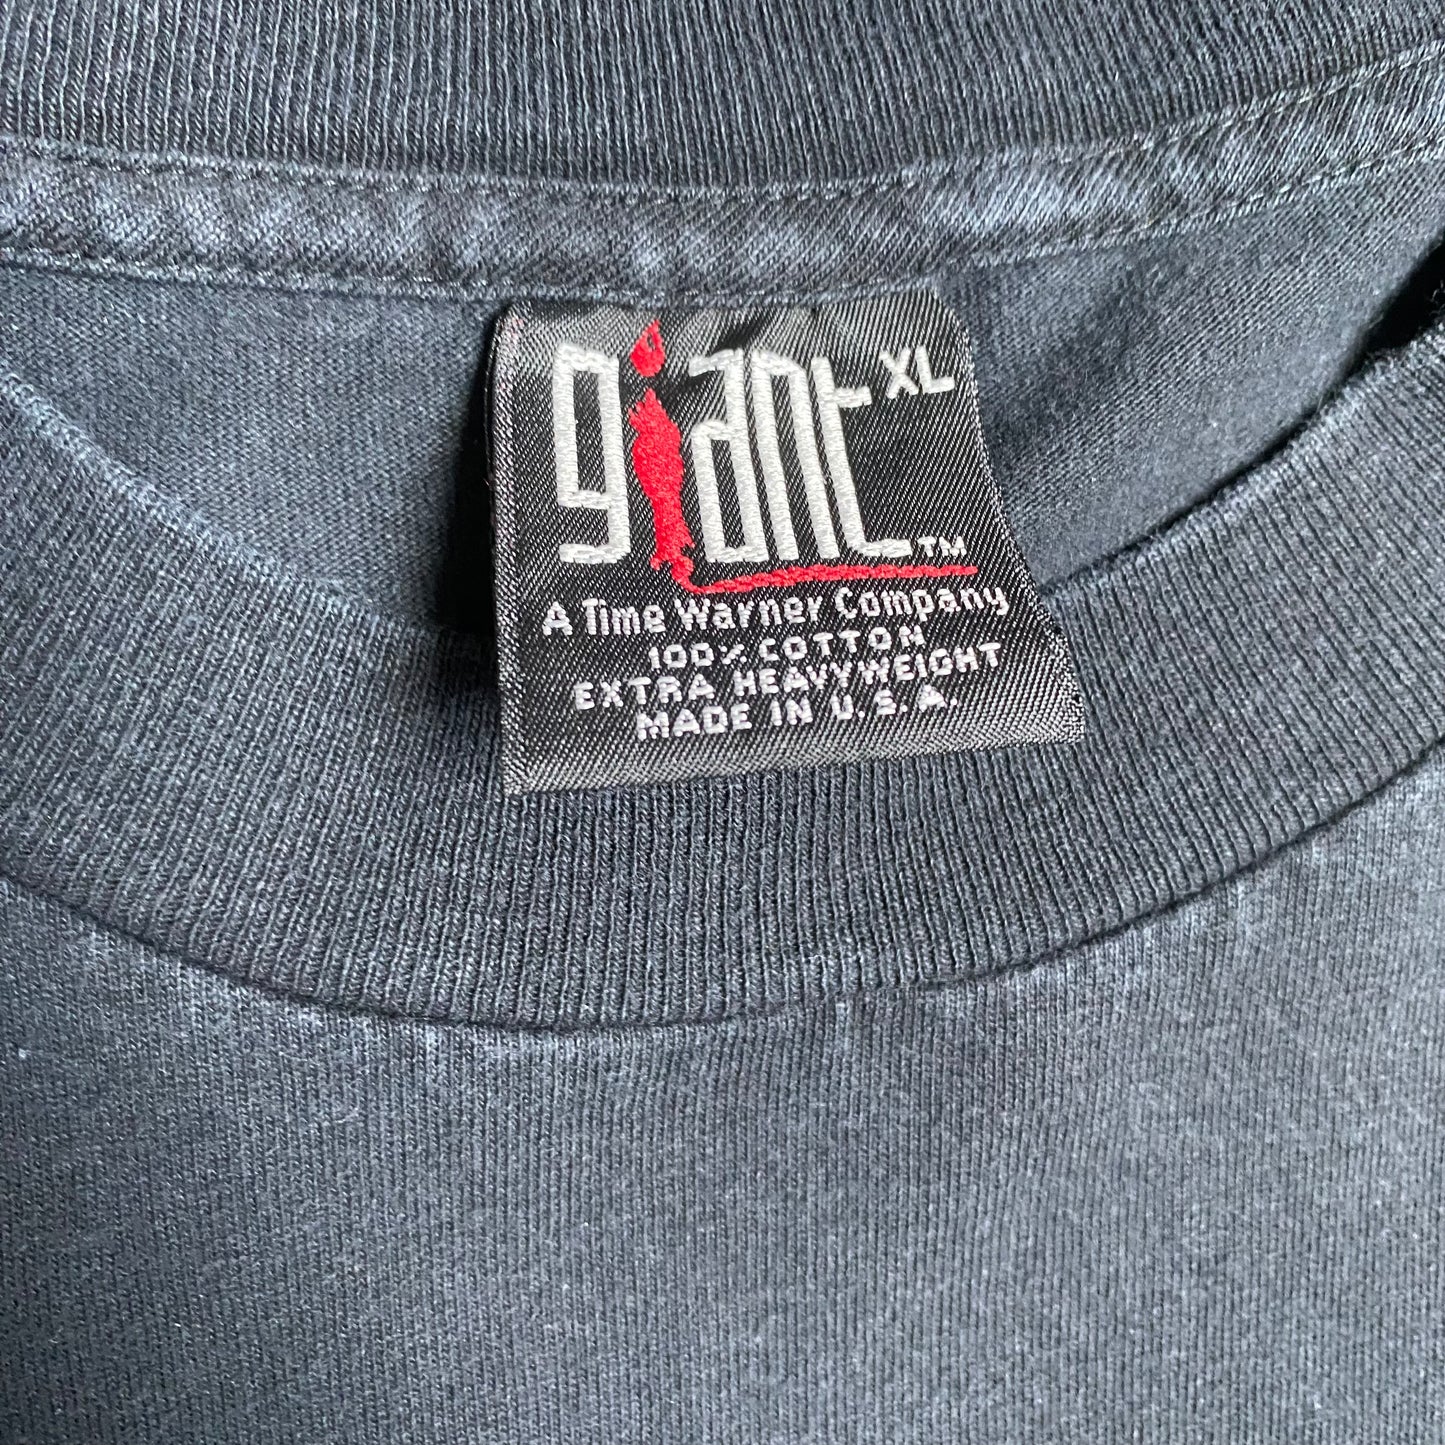 giant XL
TM
A Time Warner Company
100% COTTON
EXTRA HEAVYWEIGHT
MADE IN U.S.A.